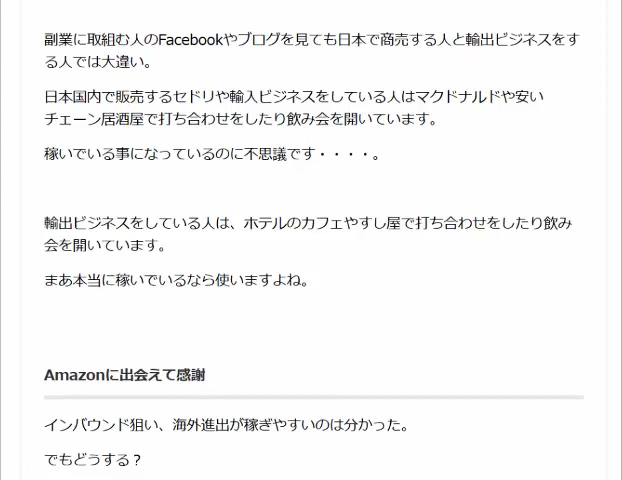 副業に取組む人のFacebookやブログを見ても日本で商売する人と輸出ビジネスをす
る人では大違い。
日本国内で販売するセドリや輸入ビジネスをしている人はマクドナルドや安い
チェーン居酒屋で打ち合わせをしたり飲み会を開いています。
稼いでいる事になっているのに不思議です・・・・。
輸出ビジネスをしている人は、ホテルのカフェやすし屋で打ち合わせをしたり飲み
会を開いています。
まあ本当に稼いでいるなら使いますよね。
Amazonに出会えて感謝
インバウンド狙い、海外進出が稼ぎやすいのは分かった。
でもどうする？